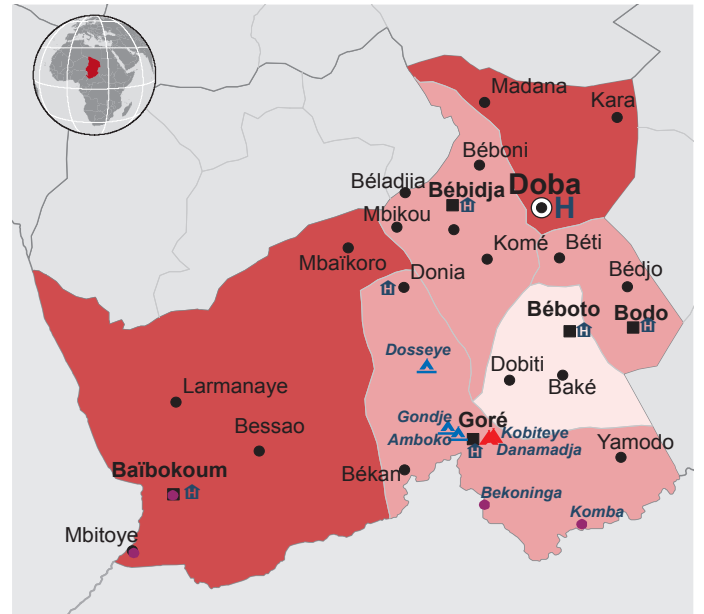 Madana
Kara
Béboni
Doba
H
Béladjia
Bébidja
H
Mbikou
Komé
Béti
Mbaïkoro
Donia
H
Bédjo
Béboto
H
Bodo
H
Dosseye
Dobiti
Baké
Larmanaye
Gondje
Goré
Kobiteye
Amboko
Danamadja
H
Bessao
Yamodo
Baïbokoum
H
Békan
Bekoninga
Komba
Mbitoye